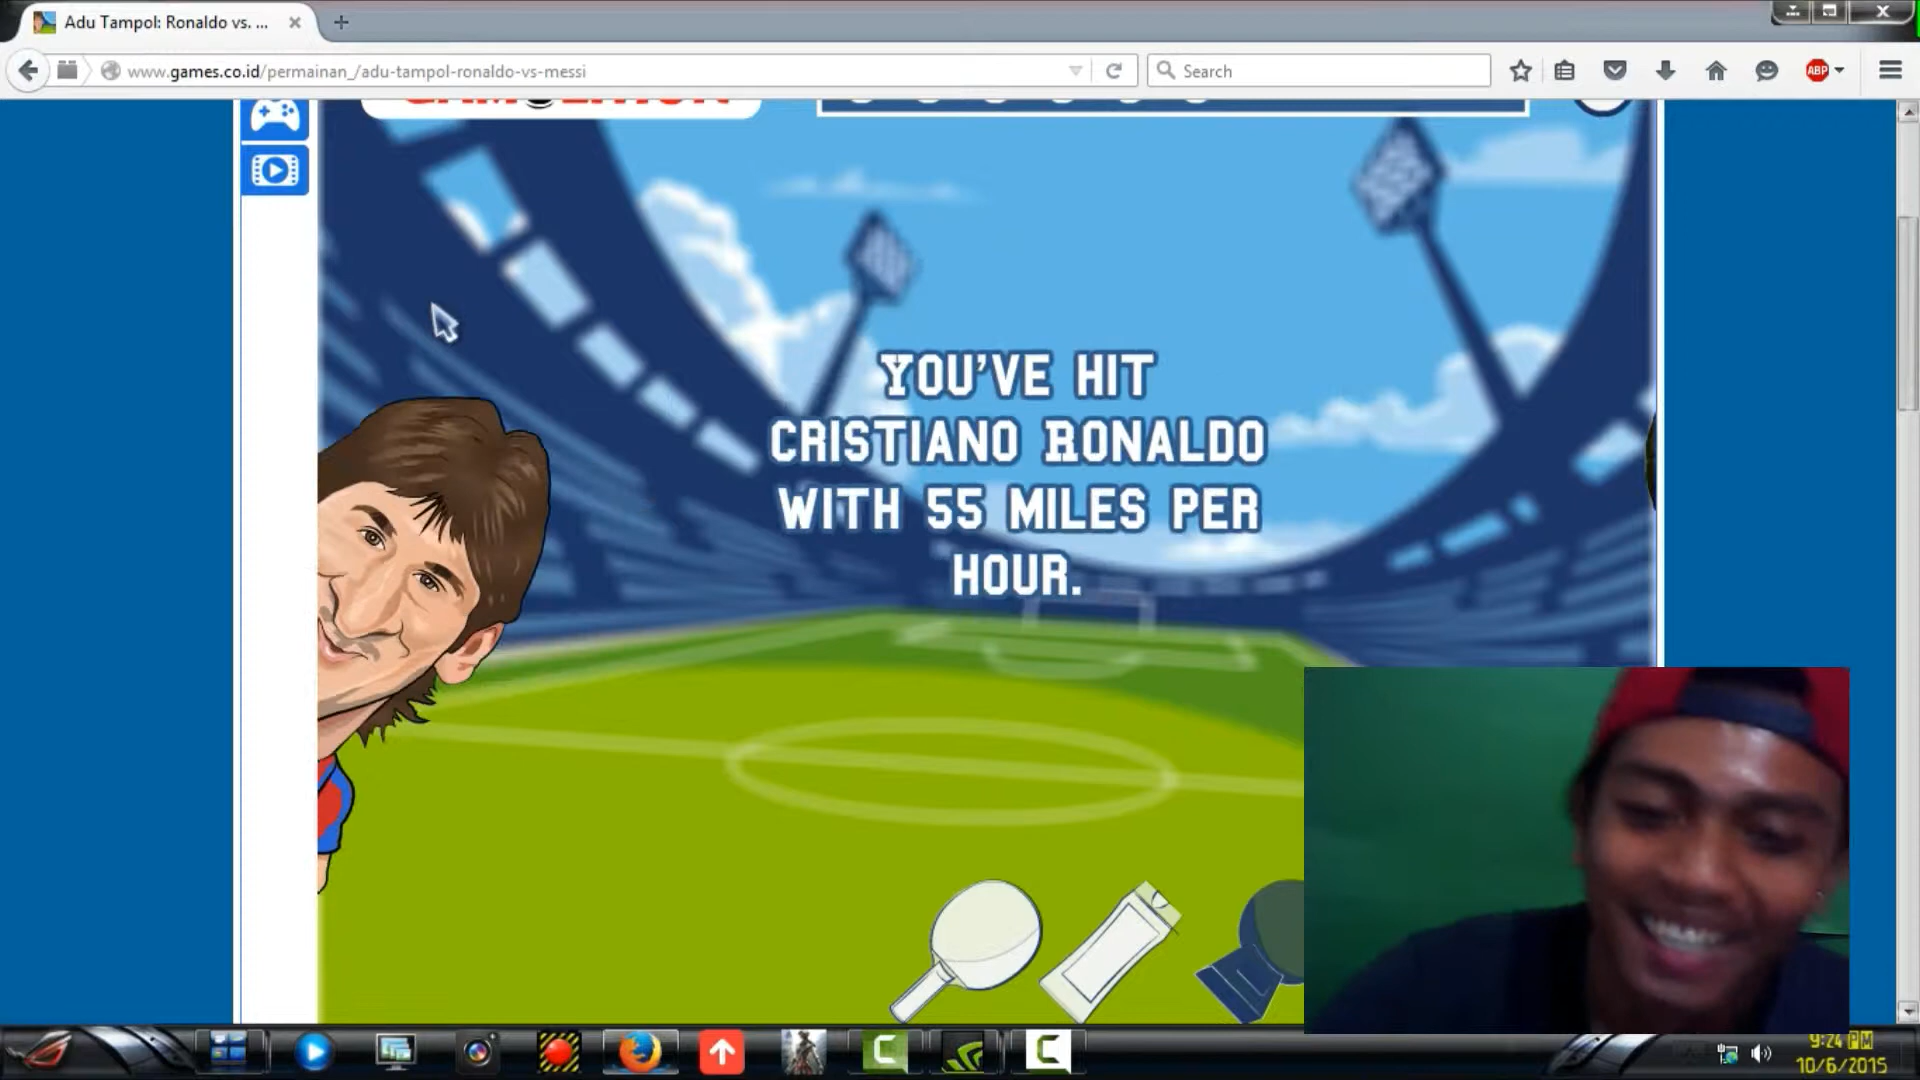 Adu Tampol: Ronaldo vs. ...
www.games.co.id/permainan_/adu-tampol-ronaldo-vs-messi
Search
ABP
YOU'VE HIT
CRISTIANO RONALDO
WITH 55 MILES PER
HOUR.
9:24 PM
10/6/2015